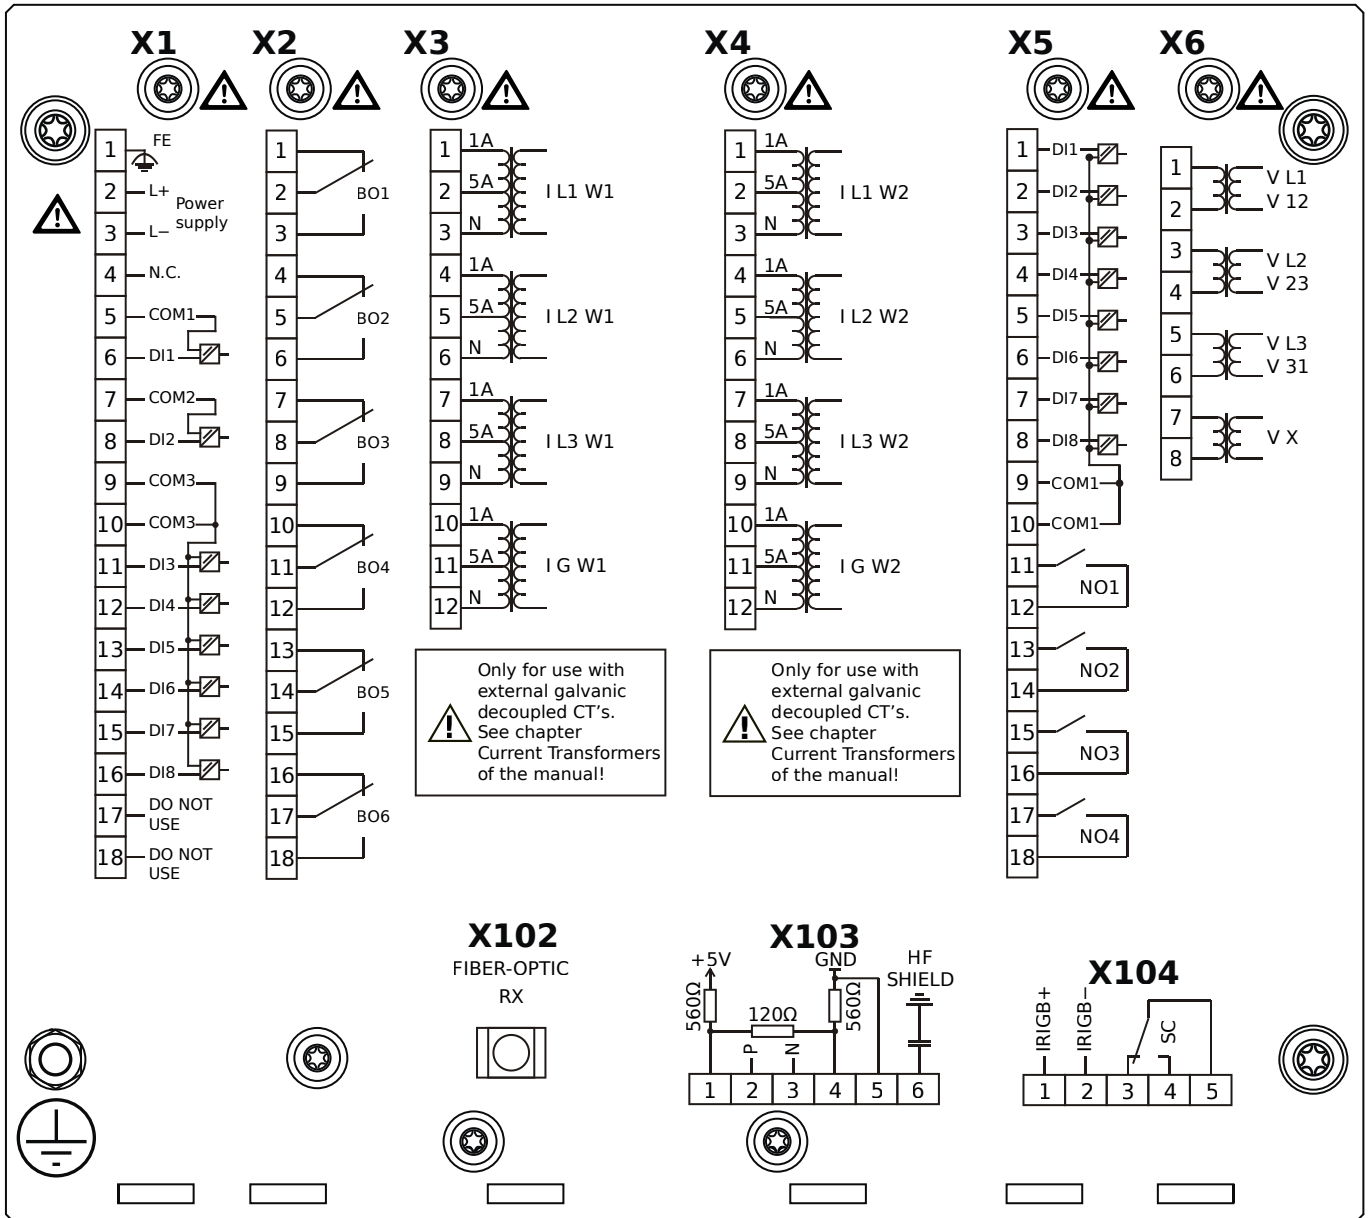 X1
X2
X3
X4
X5
X6
1
FE
2
L+
Power
supply
3
L−
4
N.C.
5
COM1
6
DI1
7
COM2
8
DI2
9
COM3
10
COM3
11
DI3
12
DI4
13
DI5
14
DI6
15
DI7
16
DI8
17
DO NOT
USE
18
DO NOT
USE
1
2
BO1
3
4
5
BO2
6
7
8
BO3
9
10
11
BO4
12
13
14
BO5
15
16
17
BO6
18
1
1A
2
5A
I L1 W1
3
N
4
1A
5
5A
I L2 W1
6
N
7
1A
8
5A
I L3 W1
9
N
10
1A
11
5A
I G W1
12
N
Only for use with
external galvanic
decoupled CT's.
See chapter
Current Transformers
of the manual!
1
1A
2
5A
I L1 W2
3
N
4
1A
5
5A
I L2 W2
6
N
7
1A
8
5A
I L3 W2
9
N
10
1A
11
5A
I G W2
12
N
Only for use with
external galvanic
decoupled CT's.
See chapter
Current Transformers
of the manual!
1
DI1
2
DI2
3
DI3
4
DI4
5
DI5
6
DI6
7
DI7
8
DI8
9
COM1
10
COM1
11
NO1
12
13
NO2
14
15
NO3
16
17
NO4
18
1
V L1
2
V 12
3
V L2
4
V 23
5
V L3
6
V 31
7
V X
8
X102
FIBER-OPTIC
RX
X103
+5V
GND
HF
SHIELD
560Ω
120Ω
560Ω
P
N
1 2 3 4 5 6
X104
IRIGB+
IRIGB−
SC
1 2 3 4 5